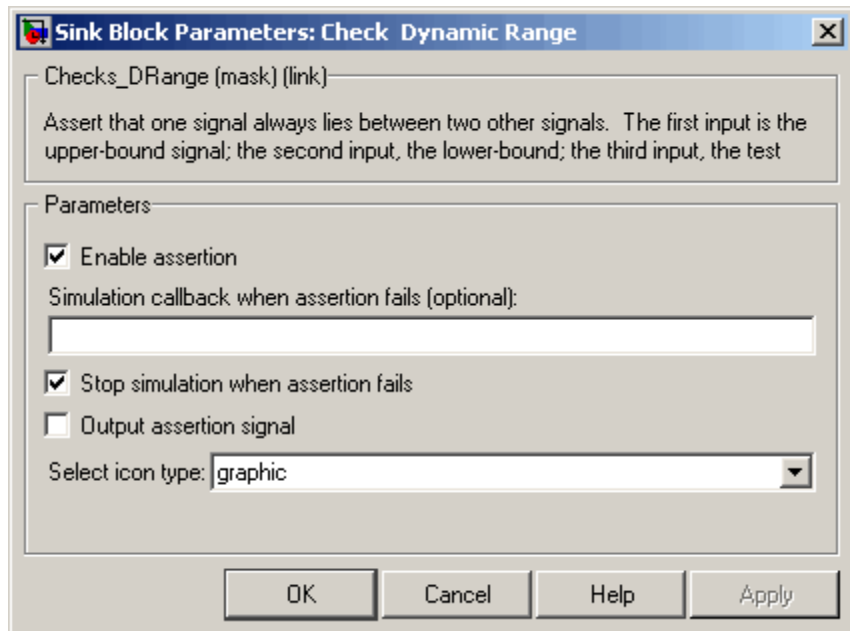 Sink Block Parameters: Check  Dynamic Range
Checks_DRange (mask) (link)
Assert that one signal always lies between two other signals.  The first input is the
upper-bound signal; the second input, the lower-bound; the third input, the test
Parameters
Enable assertion
Simulation callback when assertion fails (optional):
Stop simulation when assertion fails
Output assertion signal
Select icon type: graphic
OK Cancel Help Apply